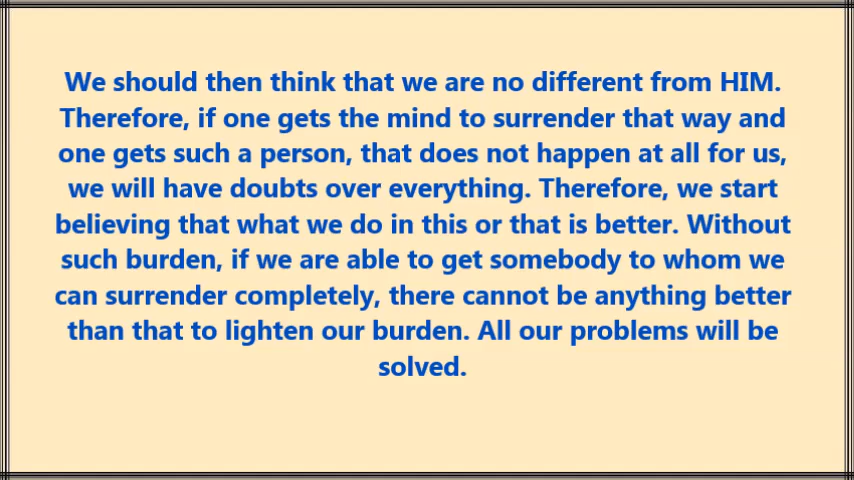 We should then think that we are no different from HIM.
Therefore, if one gets the mind to surrender that way and
one gets such a person, that does not happen at all for us,
we will have doubts over everything. Therefore, we start
believing that what we do in this or that is better. Without
such burden, if we are able to get somebody to whom we
can surrender completely, there cannot be anything better
than that to lighten our burden. All our problems will be
solved.